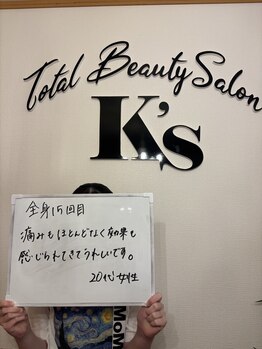 Total Beauty Salon
K's
全身15回目
痛みもほとんどなく効果も
感じられてきてうれしいです。
20代女性
MoM